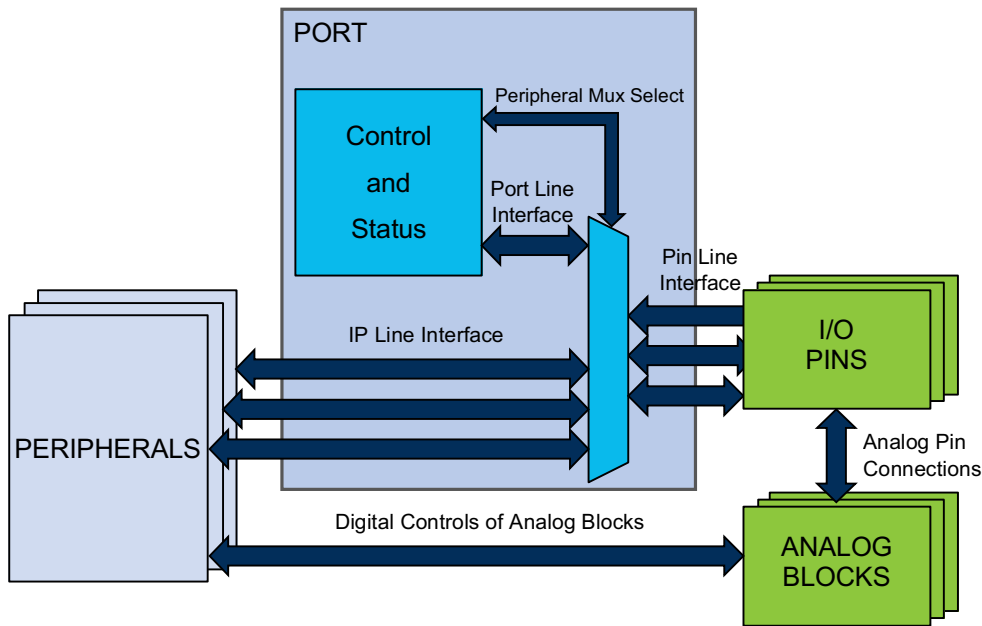 PORT
Peripheral Mux Select
Control
and
Status
Port Line
Interface
Pin Line
Interface
IP Line Interface
I/O
PINS
PERIPHERALS
Analog Pin
Connections
Digital Controls of Analog Blocks
ANALOG
BLOCKS